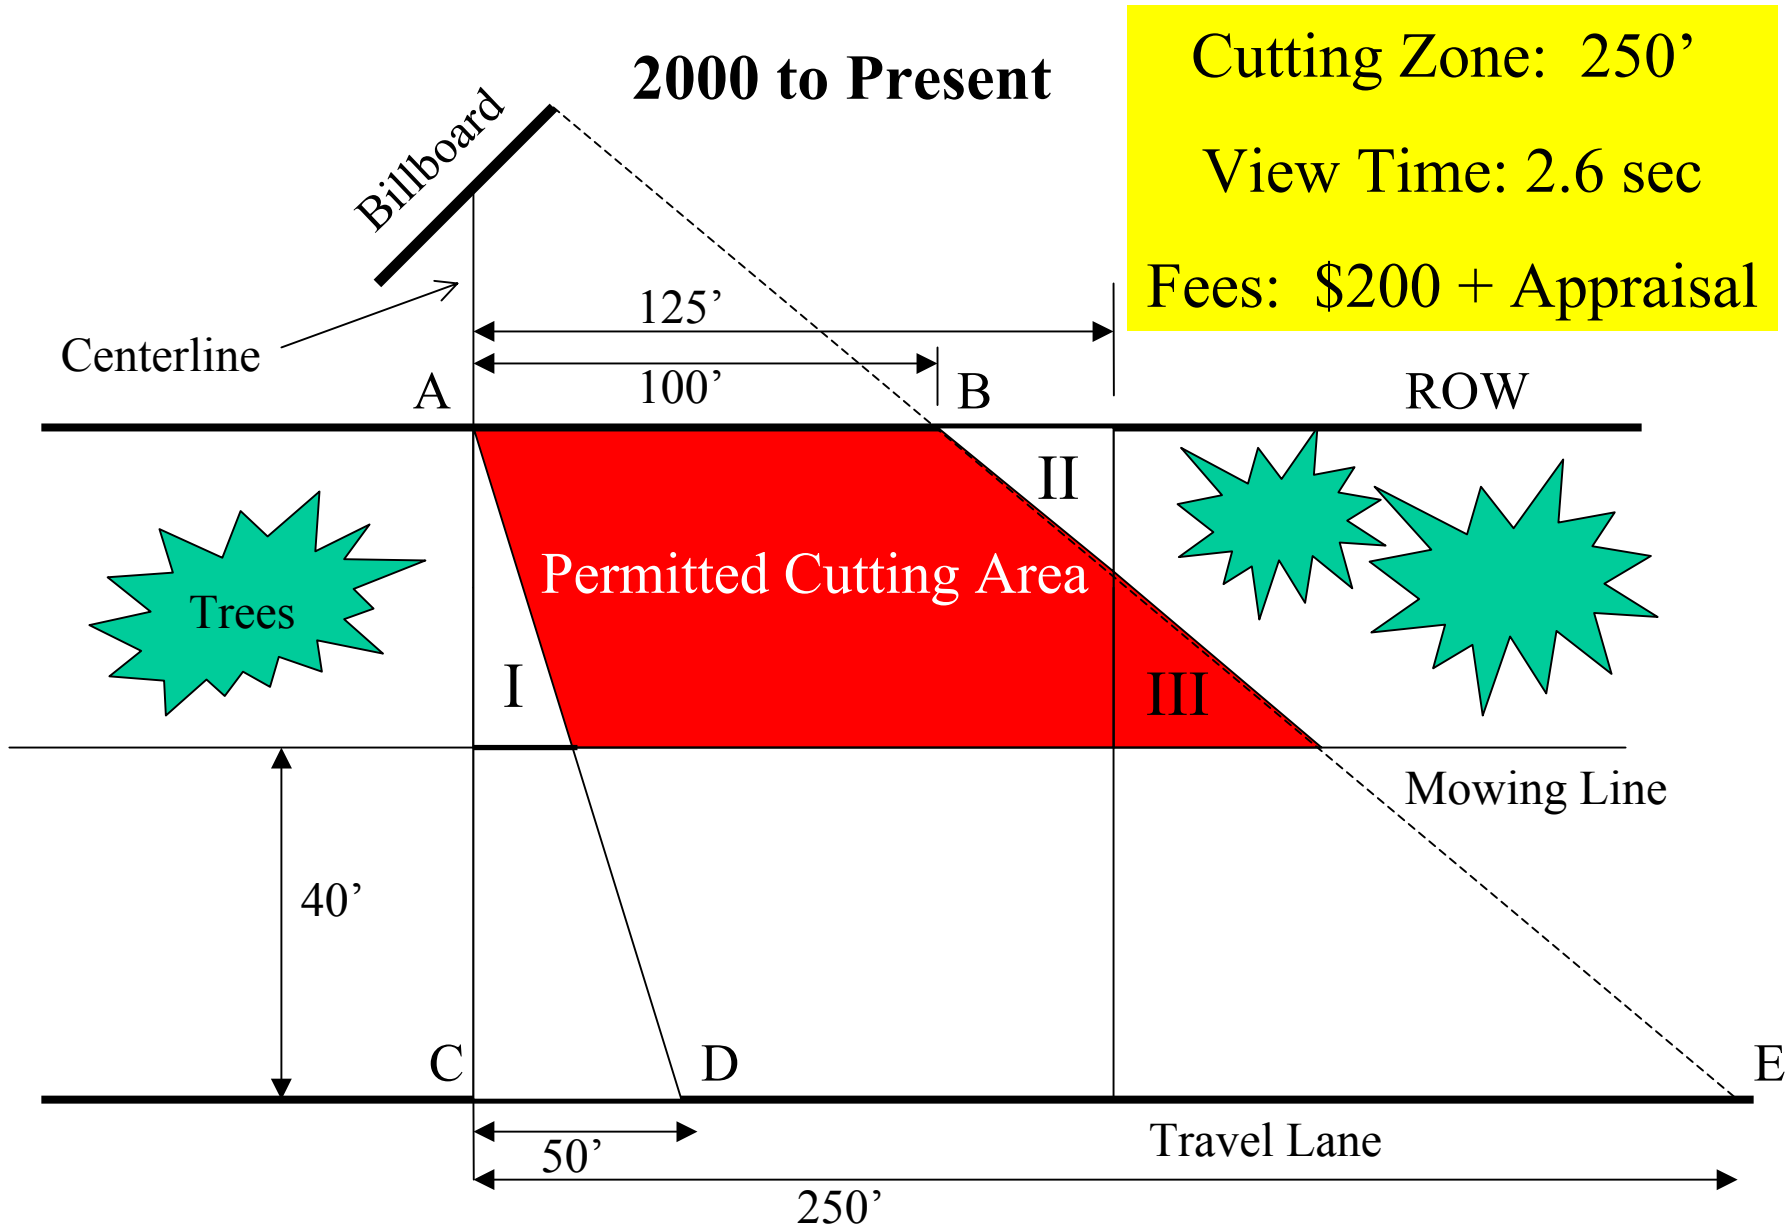 2000 to Present
Cutting Zone:  250’
View Time: 2.6 sec
Fees:  $200 + Appraisal
Billboard
Centerline
125’
100’
A
B
ROW
II
Permitted Cutting Area
Trees
I
III
Mowing Line
40’
C
D
E
50’
Travel Lane
250’